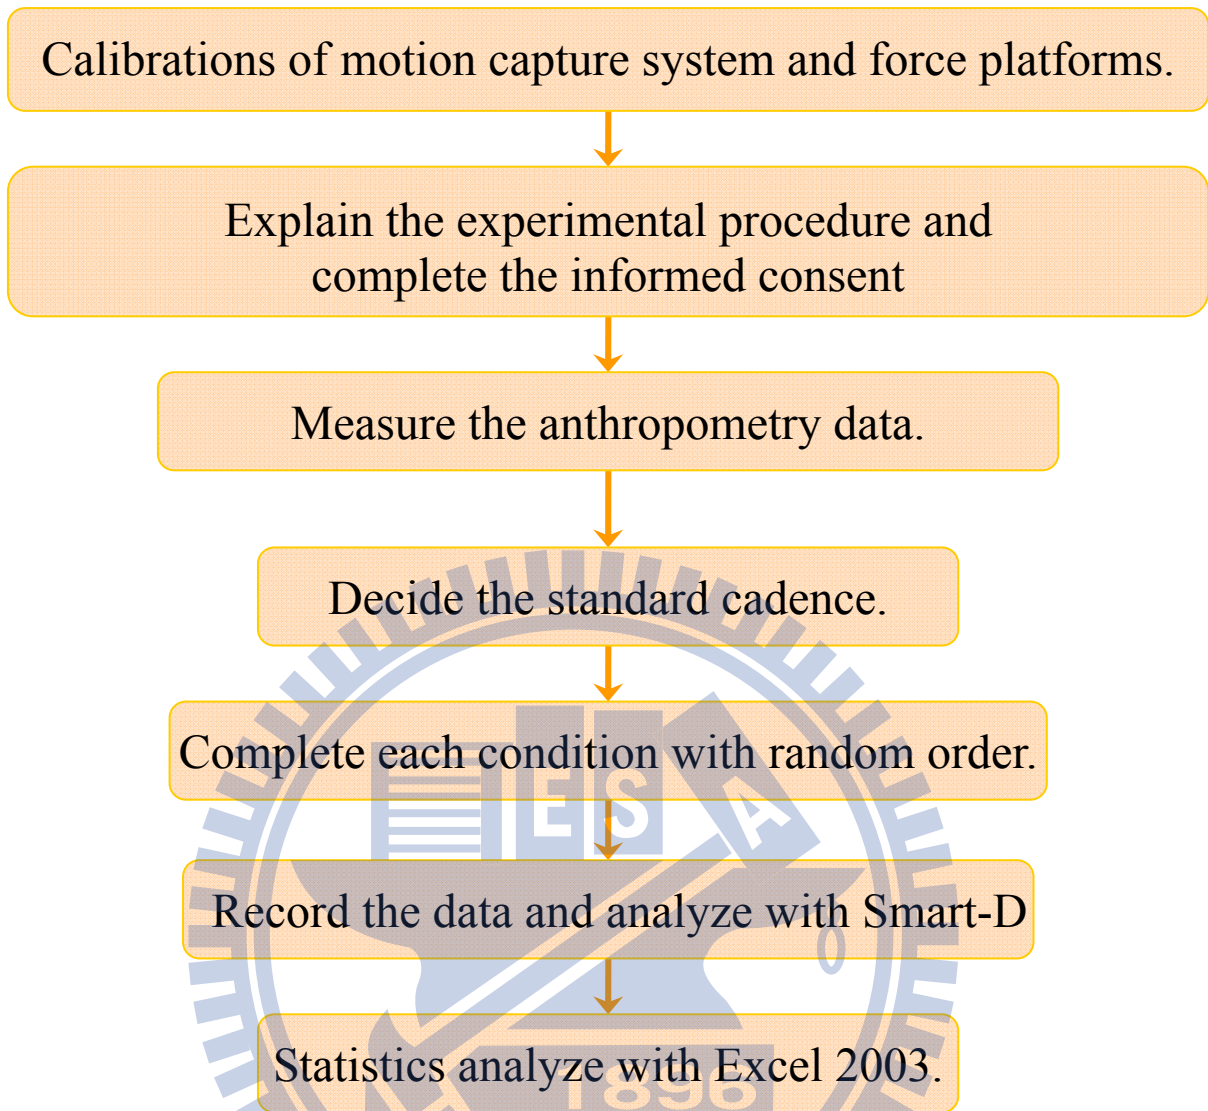 Calibrations of motion capture system and force platforms.
Explain the experimental procedure and
complete the informed consent
Measure the anthropometry data.
Decide the standard cadence.
Complete each condition with random order.
E S A
Record the data and analyze with Smart-D
Statistics analyze with Excel 2003.
1896